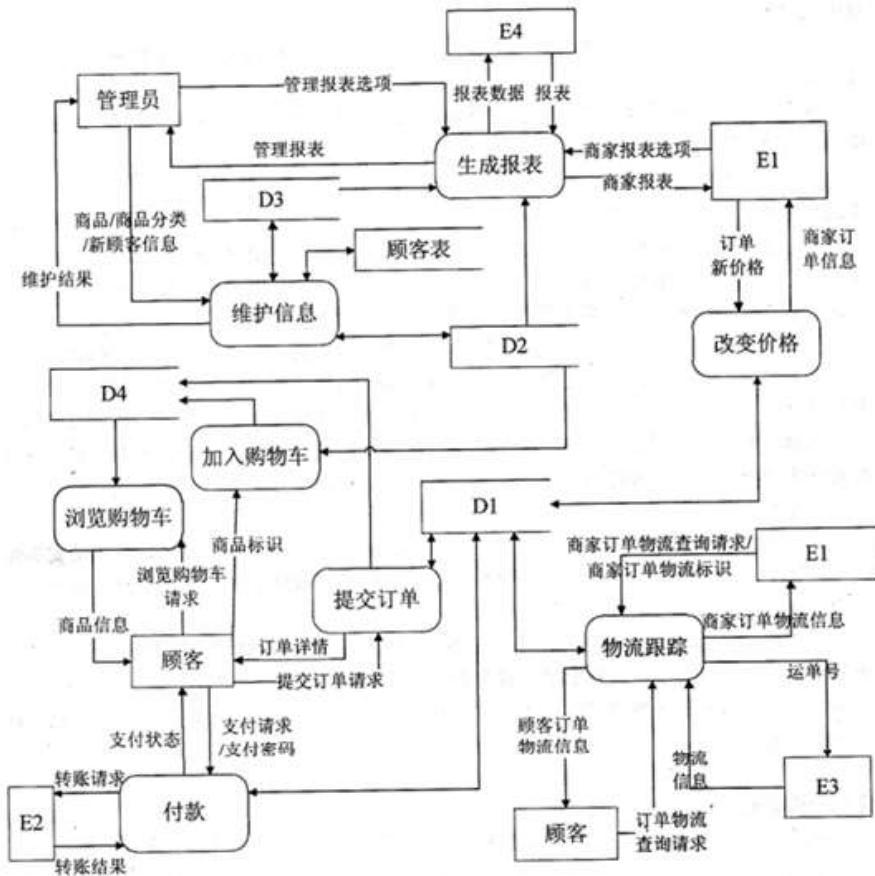 E4
管理员
管理报表选项
报表数据
报表
管理报表
生成报表
商家报表选项
商家报表
E1
D3
商品/商品分类
/新顾客信息
顾客表
订单
新价格
商家订
单信息
维护结果
维护信息
D2
改变价格
D4
加入购物车
D1
浏览购物车
商品标识
商家订单物流查询请求/
商家订单物流标识
E1
浏览购物车
请求
提交订单
商品信息
商家订单物流信息
顾客
订单详情
物流跟踪
提交订单请求
运单号
支付状态
支付请求
/支付密码
顾客订单
物流信息
物流
信息
转账请求
E2
付款
E3
顾客
订单物流
查询请求
转账结果